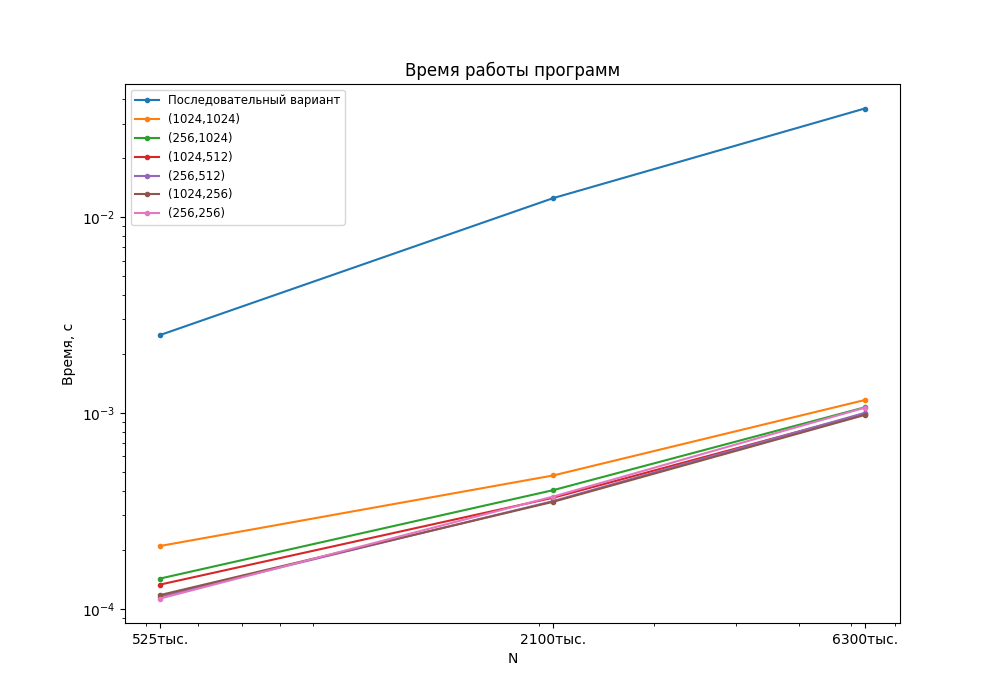 Время работы программ
Последовательный вариант
(1024,1024)
(256,1024)
(1024,512)
(256,512)
(1024,256)
(256,256)
Время, с
10⁻²
10⁻³
10⁻⁴
525тыс.
2100тыс.
6300тыс.
N